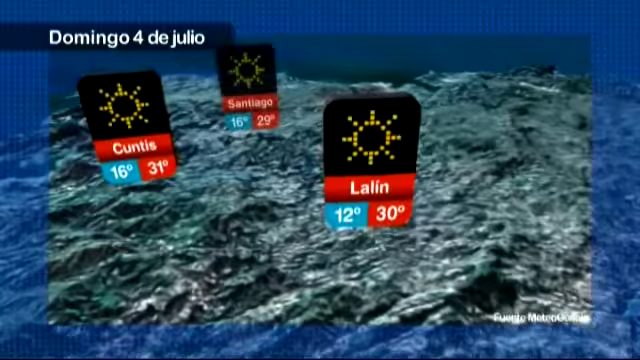 Domingo 4 de julio
Santiago
16º 29º
Cuntis
16º 31º
Lalín
12º 30º
Fuente MeteoGalicia